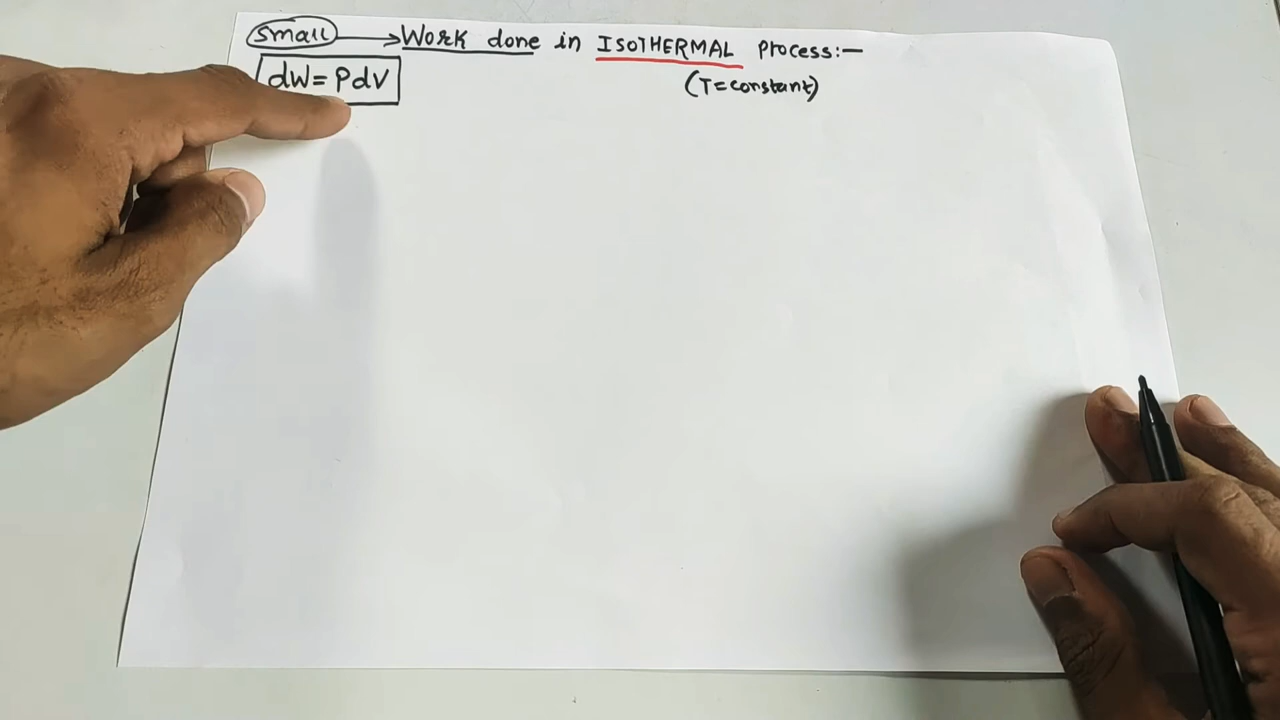 small → Work done in ISOTHERMAL process:—
(T=constant)
dW=PdV